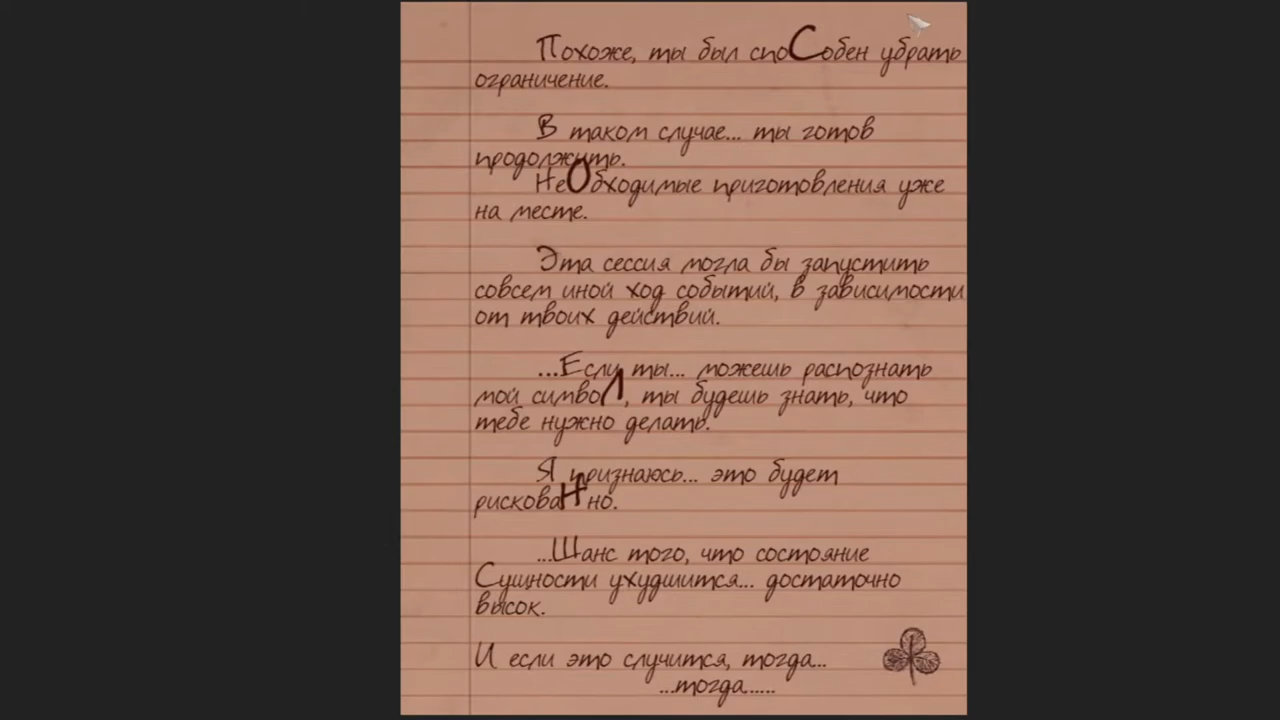 Похоже, ты был споСобен убрать
ограничение.
В таком случае... ты готов
продолжить.
НеОбходимые приготовления уже
на месте.
Эта сессия могла бы запустить
совсем иной ход событий, в зависимости
от твоих действий.
...Если ты... можешь распознать
мой симвоЛ, ты будешь знать, что
тебе нужно делать.
Я признаюсь... это будет
рисковаНно.
...Шанс того, что состояние
Сущности ухудшится... достаточно
высок.
И если это случится, тогда...
...тогда.....